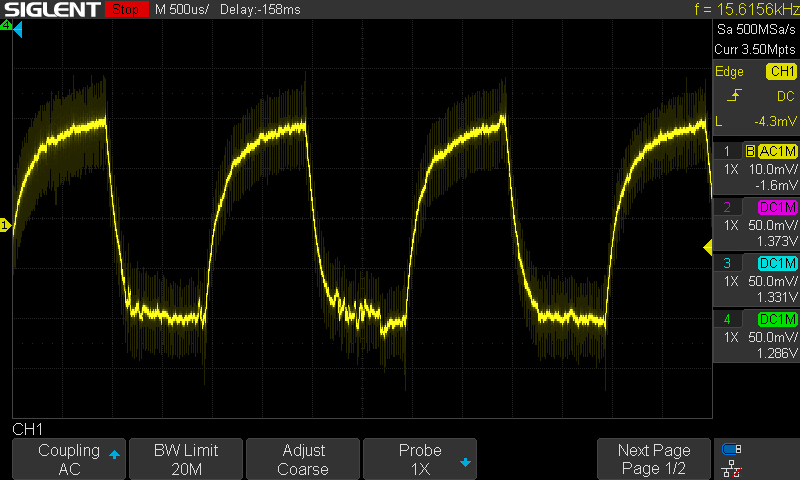 SIGLENT Stop M 500us/ Delay:-158ms f = 15.6156kHz
Sa 500MSa/s
Curr 3.50Mpts
Edge CH1
DC
L -4.3mV
1 B AC1M
1X 10.0mV/
-1.6mV
2 DC1M
1X 50.0mV/
1.373V
3 DC1M
1X 50.0mV/
1.331V
4 DC1M
1X 50.0mV/
1.286V
4
1
CH1
Coupling
AC
BW Limit
20M
Adjust
Coarse
Probe
1X
Next Page
Page 1/2